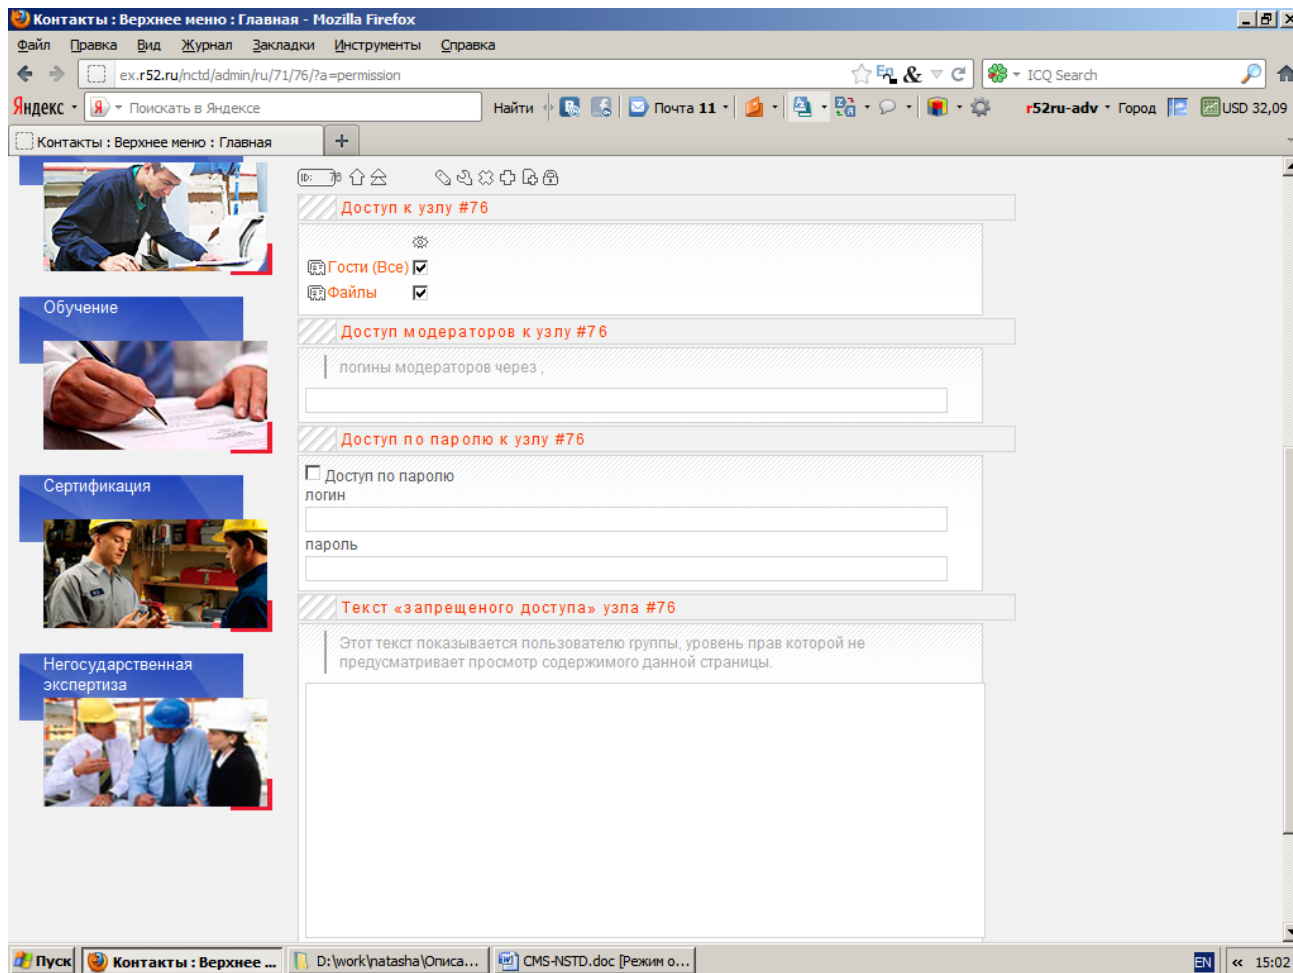 Контакты : Верхнее меню : Главная - Mozilla Firefox
Файл Правка Вид Журнал Закладки Инструменты Справка
ex.r52.ru/nctd/admin/ru/71/76/?a=permission
ICQ Search
Яндекс Я Поискать в Яндексе Найти Почта 11 r52ru-adv Город USD 32,09
Контакты : Верхнее меню : Главная
ID: 76
Доступ к узлу #76
Гости (Все)
Файлы
Обучение
Доступ модераторов к узлу #76
логины модераторов через ,
Доступ по паролю к узлу #76
Доступ по паролю
Сертификация
логин
пароль
Текст «запрещеного доступа» узла #76
Этот текст показывается пользователю группы, уровень прав которой не
предусматривает просмотр содержимого данной страницы.
Негосударственная
экспертиза
Пуск Контакты : Верхнее ... D:\work\natasha\Описа... CMS-NSTD.doc [Режим о... EN « 15:02